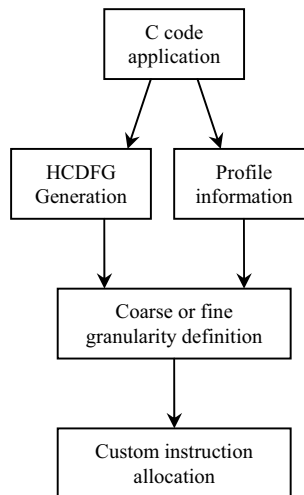 C code
application
HCDFG
Generation
Profile
information
Coarse or fine
granularity definition
Custom instruction
allocation